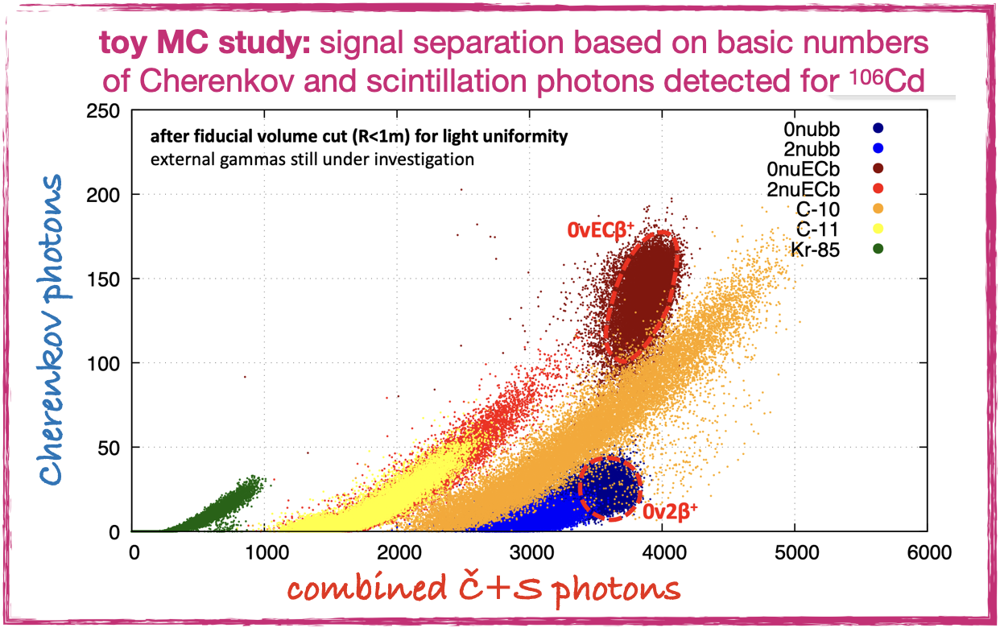 toy MC study: signal separation based on basic numbers
of Cherenkov and scintillation photons detected for ¹⁰⁶Cd
250
after fiducial volume cut (R<1m) for light uniformity
external gammas still under investigation
0nubb
2nubb
0nuECb
2nuECb
C-10
C-11
Kr-85
200
0νECβ⁺
150
100
50
0ν2β⁺
0
0
1000
2000
3000
4000
5000
6000
Cherenkov photons
combined Č+S photons